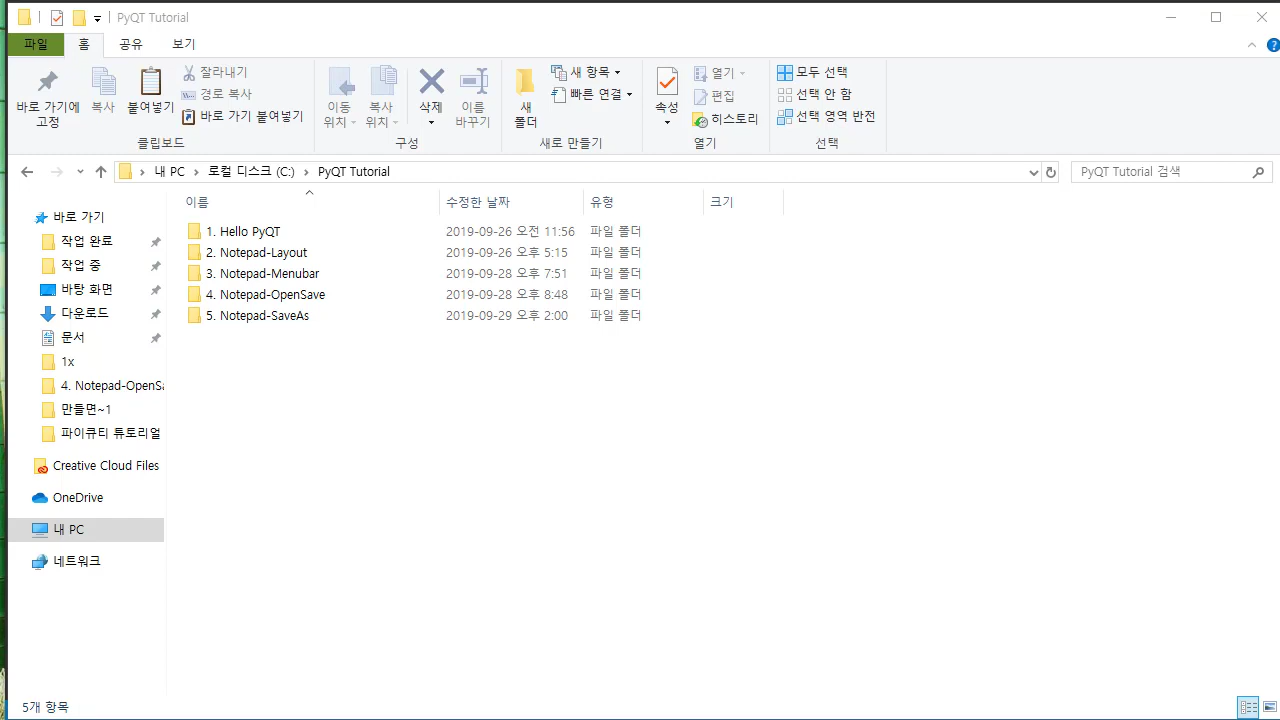 PyQT Tutorial
파일 홈 공유 보기
바로 가기에 고정
복사
붙여넣기
잘라내기
경로 복사
바로 가기 붙여넣기
클립보드
이동 위치
복사 위치
삭제
이름 바꾸기
구성
새 폴더
새 항목
빠른 연결
새로 만들기
속성
열기
편집
히스토리
열기
모두 선택
선택 안 함
선택 영역 반전
선택
내 PC 로컬 디스크 (C:) PyQT Tutorial
PyQT Tutorial 검색
이름 수정한 날짜 유형 크기
1. Hello PyQT 2019-09-26 오전 11:56 파일 폴더
2. Notepad-Layout 2019-09-26 오후 5:15 파일 폴더
3. Notepad-Menubar 2019-09-28 오후 7:51 파일 폴더
4. Notepad-OpenSave 2019-09-28 오후 8:48 파일 폴더
5. Notepad-SaveAs 2019-09-29 오후 2:00 파일 폴더
바로 가기
작업 완료
작업 중
바탕 화면
다운로드
문서
1x
4. Notepad-OpenSa
만들면~1
파이큐티 튜토리얼
Creative Cloud Files
OneDrive
내 PC
네트워크
5개 항목